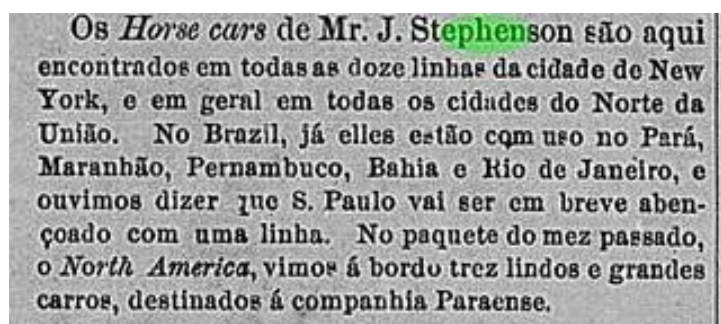 Os Horse cars de Mr. J. Stephenson são aqui
encontrados em todas as doze linhas da cidade de New
York, e em geral em todas os cidades do Norte da
União. No Brazil, já elles estão com uso no Pará,
Maranhão, Pernambuco, Bahia e Rio de Janeiro, e
ouvimos dizer que S. Paulo vai ser em breve aben-
çoado com uma linha. No paquete do mez passado,
o North America, vimos á bordo trez lindos e grandes
carros, destinados á companhia Paraense.